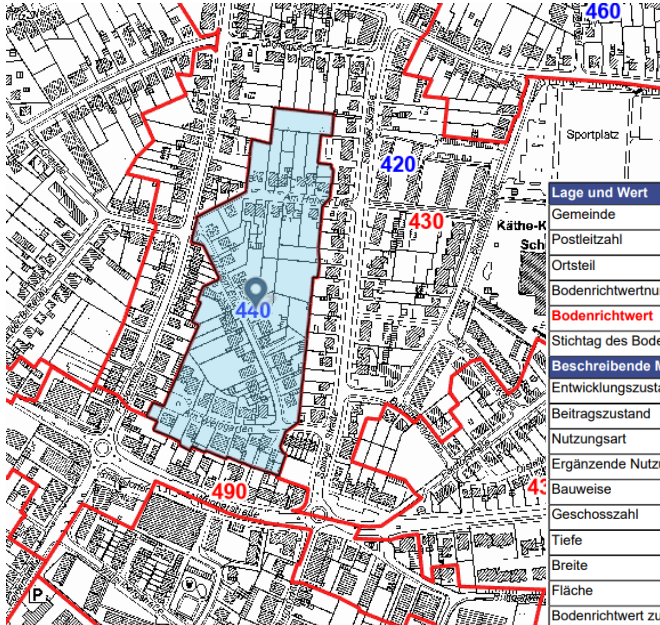 460
Sportplatz
420
430
Käthe-K
Sch
440
490
43
P
Lage und Wert
Gemeinde
Postleitzahl
Ortsteil
Bodenrichtwertnu
Bodenrichtwert
Stichtag des Bode
Beschreibende M
Entwicklungszusta
Beitragszustand
Nutzungsart
Ergänzende Nutz
Bauweise
Geschosszahl
Tiefe
Breite
Fläche
Bodenrichtwert zu